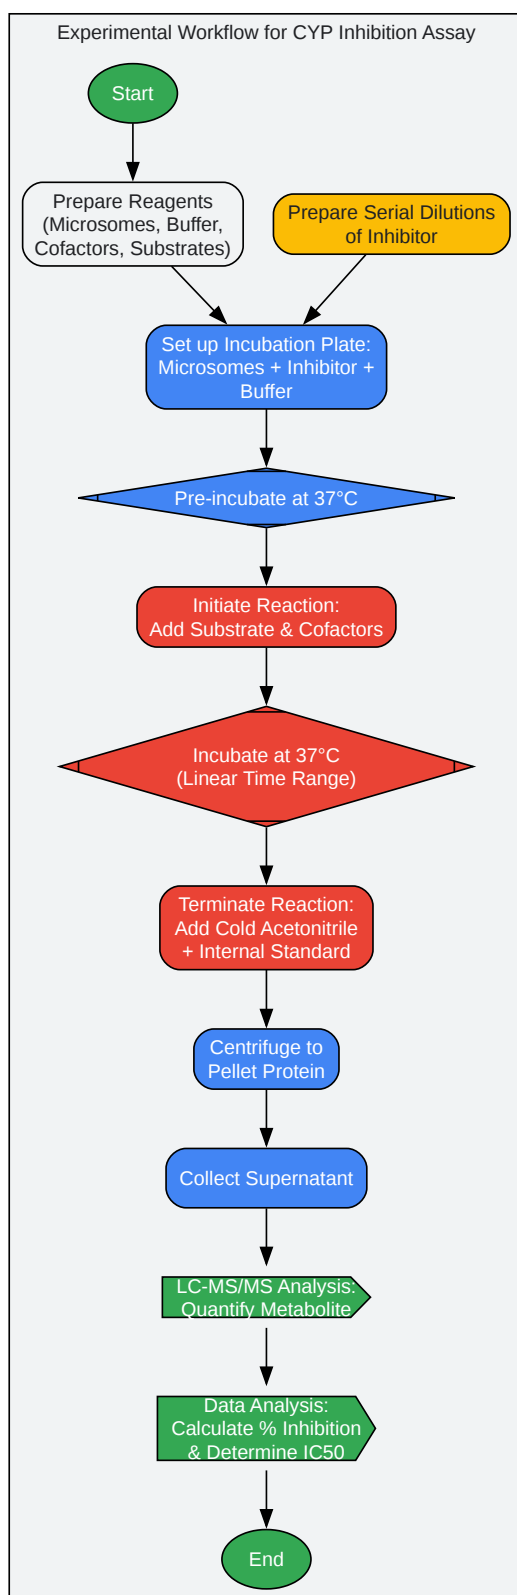 Experimental Workflow for CYP Inhibition Assay
Start
Prepare Reagents
(Microsomes, Buffer,
Cofactors, Substrates)
Prepare Serial Dilutions
of Inhibitor
Set up Incubation Plate:
Microsomes + Inhibitor +
Buffer
Pre-incubate at 37°C
Initiate Reaction:
Add Substrate & Cofactors
Incubate at 37°C
(Linear Time Range)
Terminate Reaction:
Add Cold Acetonitrile
+ Internal Standard
Centrifuge to
Pellet Protein
Collect Supernatant
LC-MS/MS Analysis:
Quantify Metabolite
Data Analysis:
Calculate % Inhibition
& Determine IC50
End